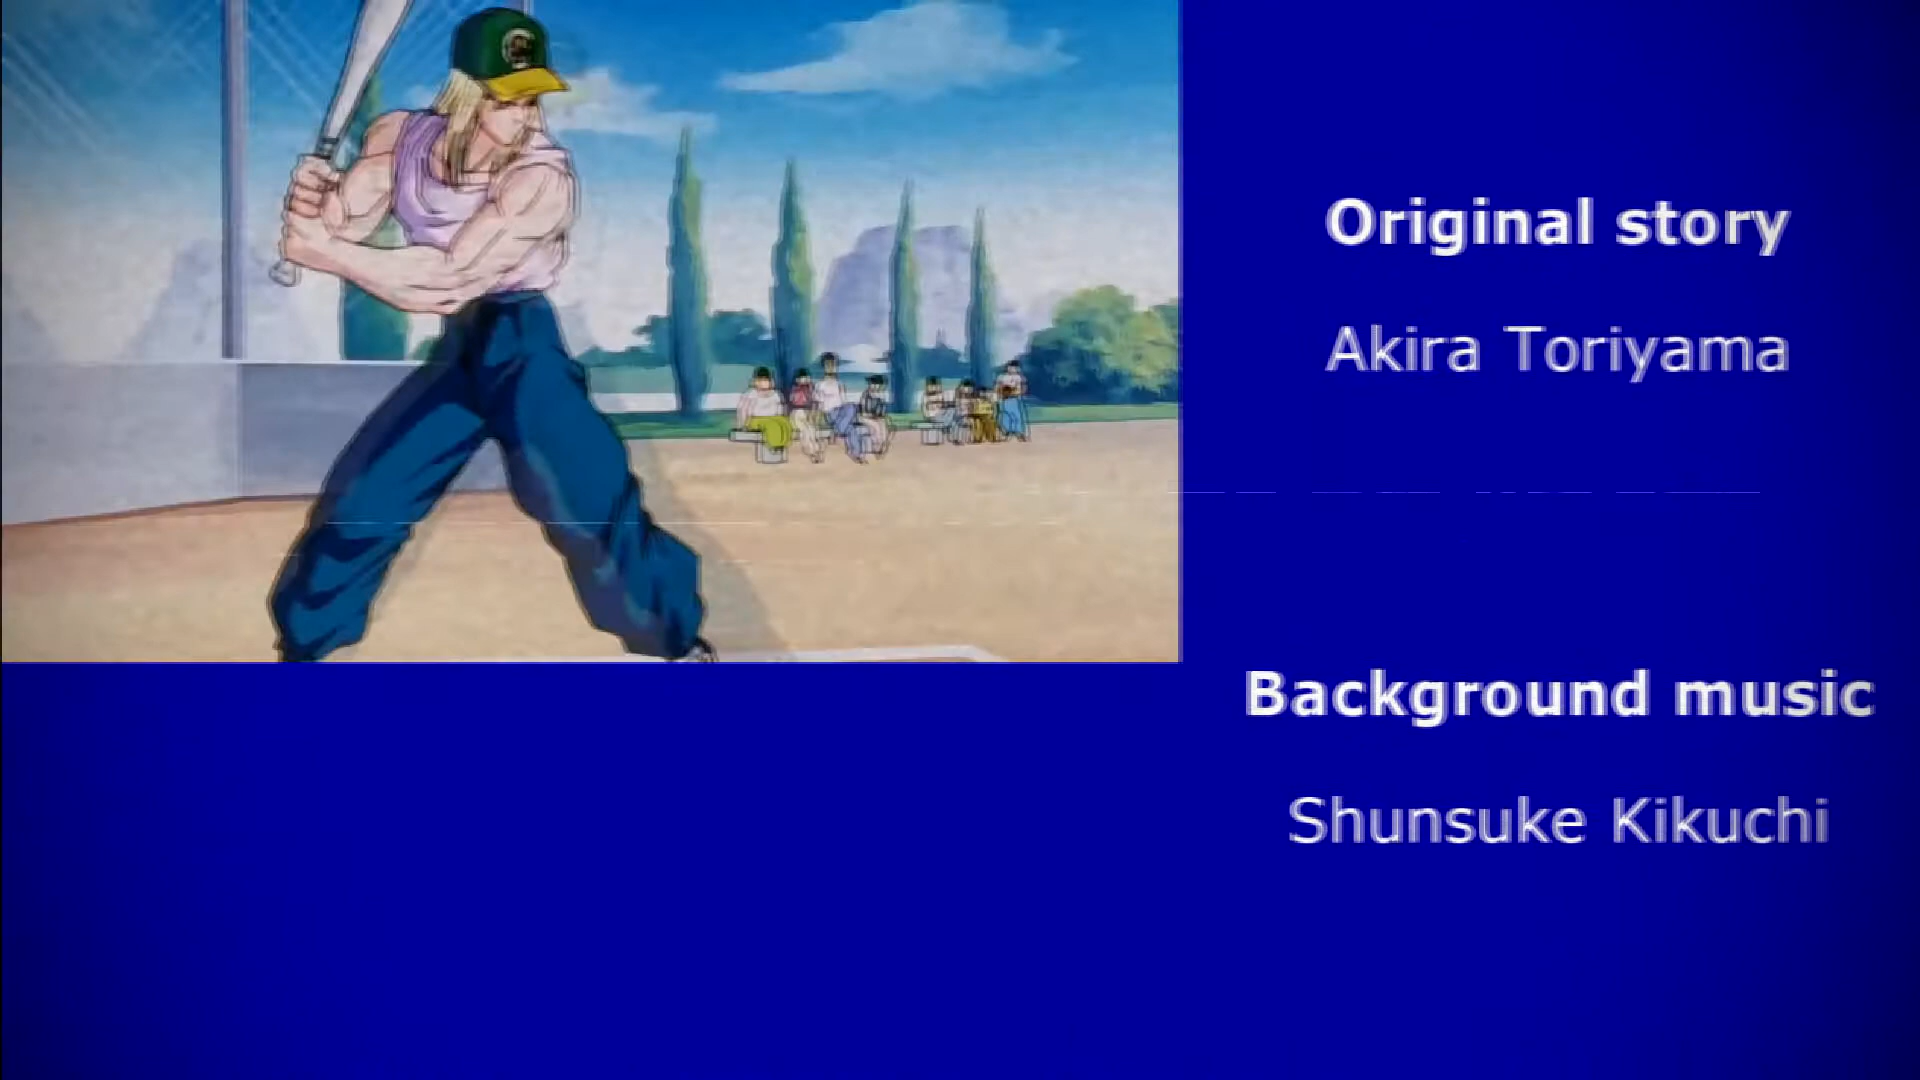 Original story
Akira Toriyama
Background music
Shunsuke Kikuchi